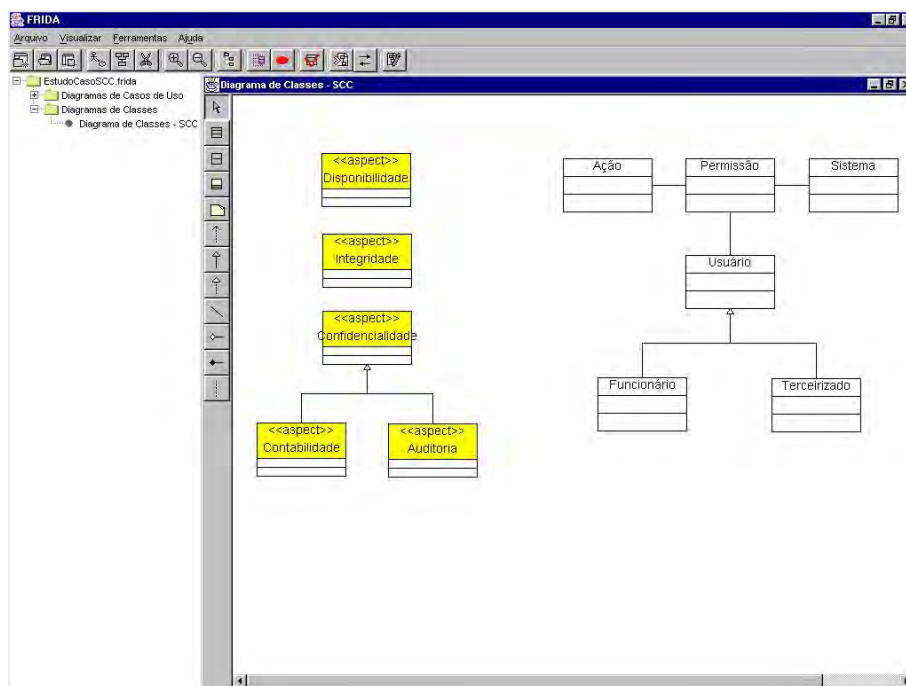 FRIDA
Arquivo Visualizar Ferramentas Ajuda
EstudoCasoSCC.frida
Diagramas de Casos de Uso
Diagramas de Classes
Diagrama de Classes - SCC
Diagrama de Classes - SCC
<<aspect>>
Disponibilidade
<<aspect>>
Integridade
<<aspect>>
Confidencialidade
<<aspect>>
Contabilidade
<<aspect>>
Auditoria
Ação
Permissão
Sistema
Usuário
Funcionário
Terceirizado